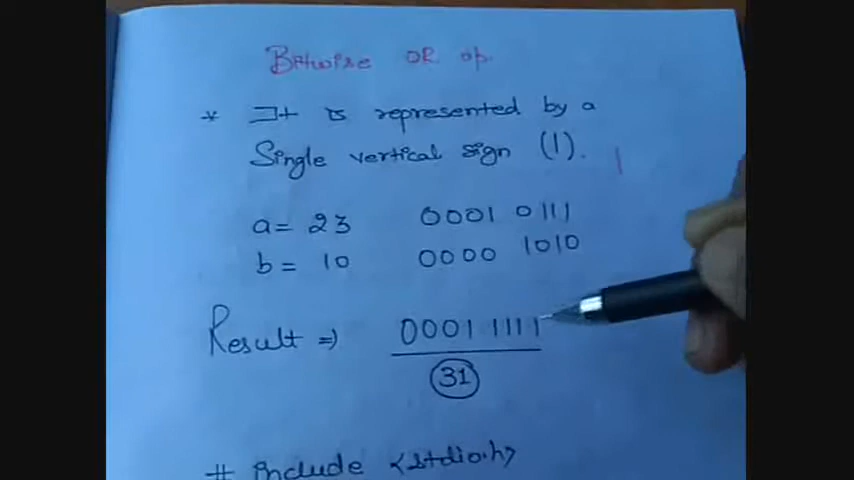 Bitwise OR op.
* It is represented by a
Single vertical sign (|). |
a = 23 0001 0111
b = 10 0000 1010
Result => 0001 1111
31
# include <stdio.h>